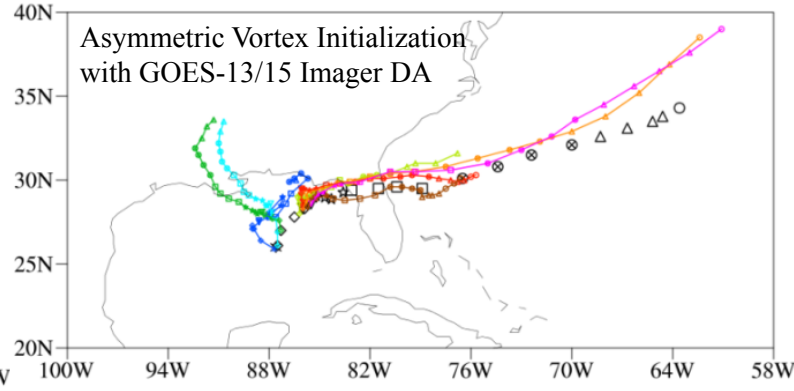 40N
Asymmetric Vortex Initialization
with GOES-13/15 Imager DA
35N
30N
25N
20N
W 100W 94W 88W 82W 76W 70W 64W 58W